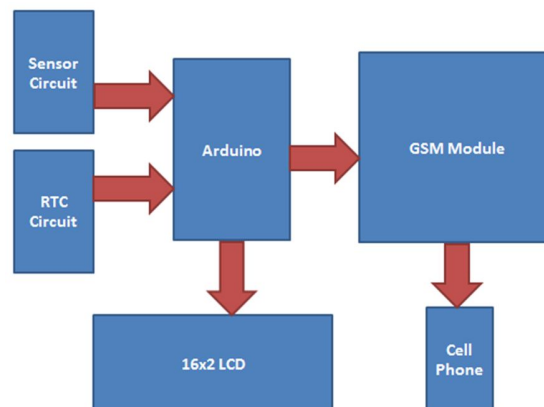 Sensor
Circuit
Arduino
GSM Module
RTC
Circuit
16x2 LCD
Cell
Phone